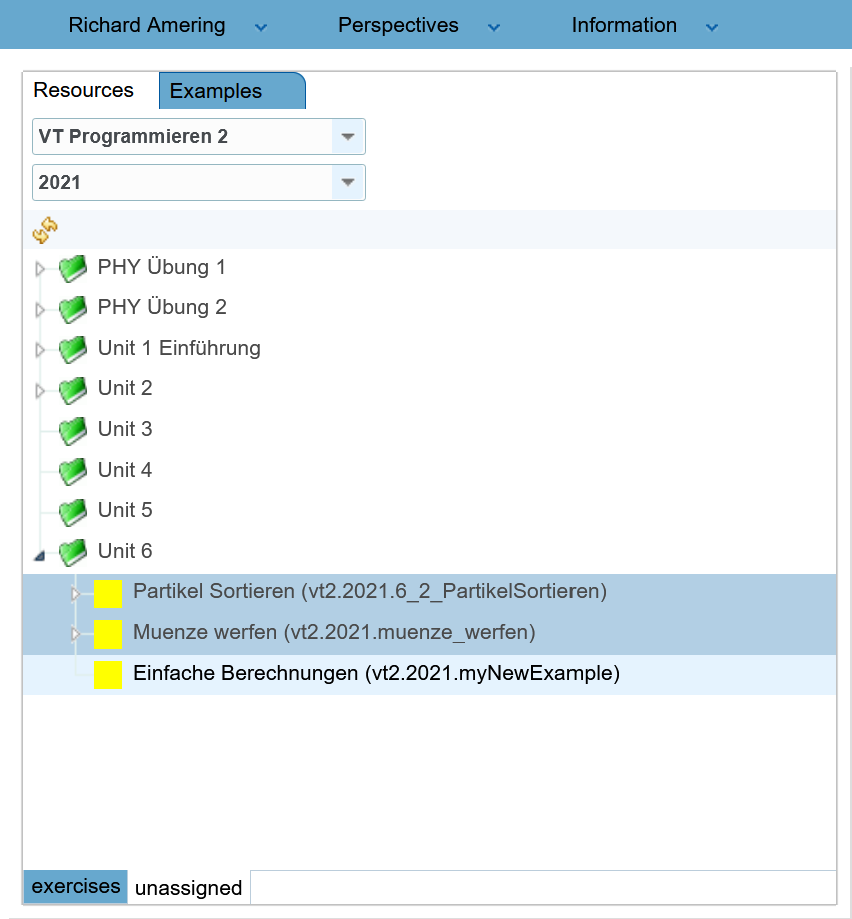 Richard Amering Perspectives Information
Resources Examples
VT Programmieren 2
2021
PHY Übung 1
PHY Übung 2
Unit 1 Einführung
Unit 2
Unit 3
Unit 4
Unit 5
Unit 6
Partikel Sortieren (vt2.2021.6_2_PartikelSortieren)
Muenze werfen (vt2.2021.muenze_werfen)
Einfache Berechnungen (vt2.2021.myNewExample)
exercises unassigned